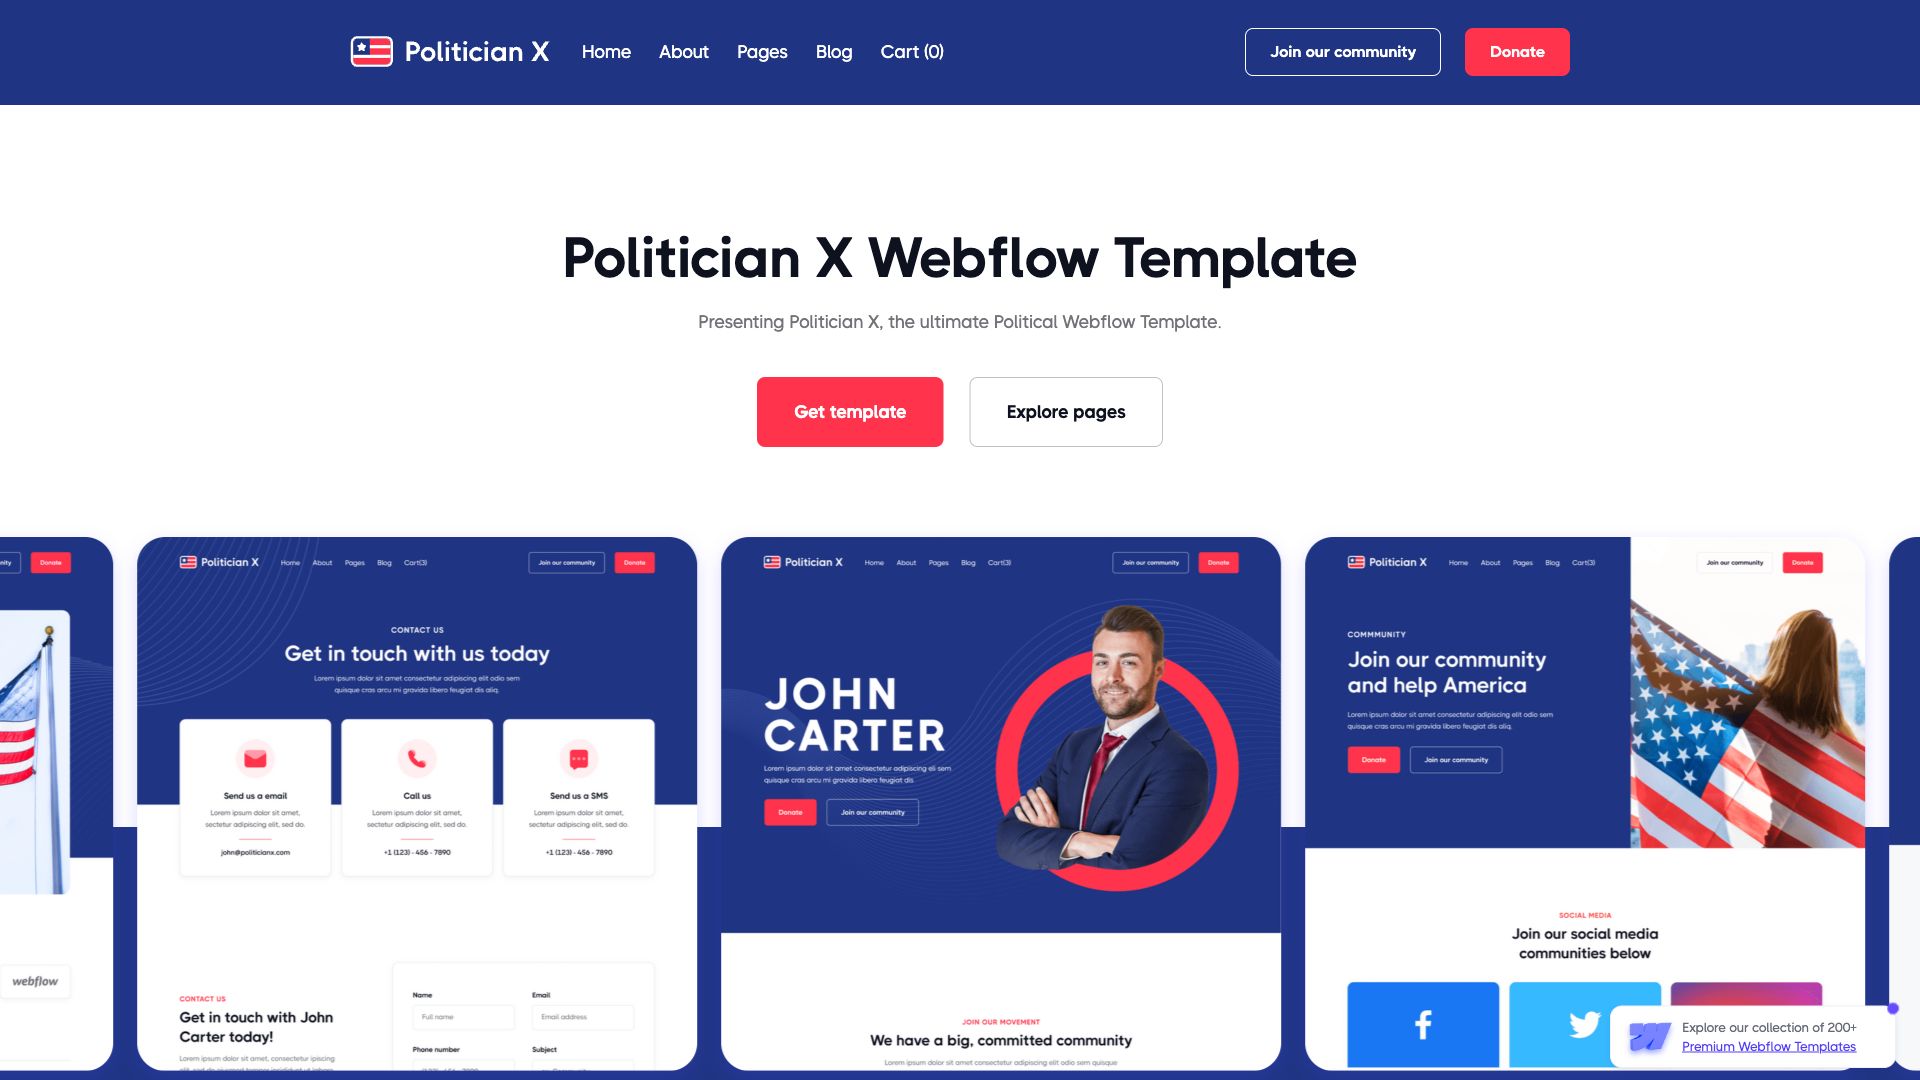 Politician X
Home
About
Pages
Blog
Cart (0)
Join our community
Donate
Politician X Webflow Template
Presenting Politician X, the ultimate Political Webflow Template.
Get template
Explore pages
Donate
webflow
Politician X
Home
About
Pages
Blog
Cart(3)
Join our community
Donate
CONTACT US
Get in touch with us today
Lorem ipsum dolor sit amet consectetur adipiscing elit odio sem
quisque cras arcu mi gravida libero feugiat dis aliq.
Send us a email
Lorem ipsum dolor sit amet,
sectetur adipiscing elit, sed do.
john@politicianx.com
Call us
Lorem ipsum dolor sit amet,
sectetur adipiscing elit, sed do.
+1 (123) - 456 - 7890
Send us a SMS
Lorem ipsum dolor sit amet,
sectetur adipiscing elit, sed do.
+1 (123) - 456 - 7890
CONTACT US
Get in touch with John
Carter today!
Lorem ipsum dolor sit amet, consectetur ipiscing
Name
Full name
Email
Email address
Phone number
Subject
Politician X
Home
About
Pages
Blog
Cart(3)
Join our community
Donate
JOHN
CARTER
Lorem ipsum dolor sit amet consectetur adipiscing eli sem
quisque cras arcu mi gravida libero feugiat dis
Donate
Join our community
JOIN OUR MOVEMENT
We have a big, committed community
Lorem ipsum dolor sit amet consectetur adipiscing elit odio sem quisque
Politician X
Home
About
Pages
Blog
Cart(3)
Join our community
Donate
COMMMUNITY
Join our community
and help America
Lorem ipsum dolor sit amet consectetur adipiscing elit odio sem
quisque cras arcu mi gravida libero feugiat dis aliq.
Donate
Join our community
SOCIAL MEDIA
Join our social media
communities below
Explore our collection of 200+
Premium Webflow Templates